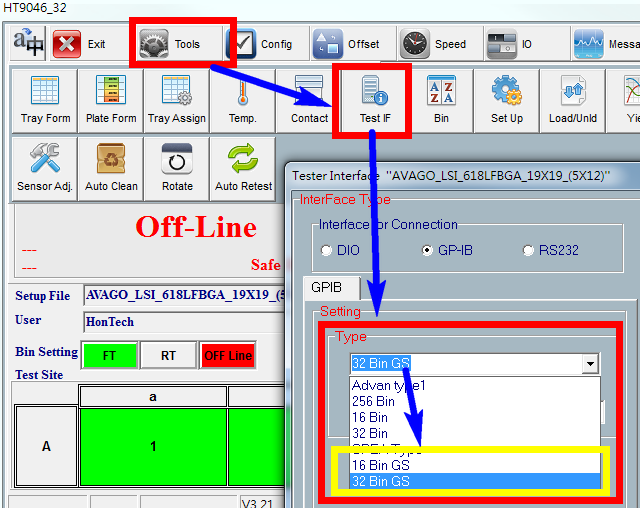 HT9046_32
a中 Exit Tools Config Offset Speed IO Messa
Tray Form Plate Form Tray Assign Temp. Contact Test IF Bin Set Up Load/Unld Yie
A Z
Z A
Sensor Adj. Auto Clean Rotate Auto Retest
Tester Interface "AVAGO_LSI_618LFBGA_19X19_(5X12)"
InterFace Type
Interface for Connection
DIO GP-IB RS232
Off-Line
---
--- Safe
GPIB
Setup File AVAGO_LSI_618LFBGA_19X19_(5
User HonTech
Bin Setting FT RT OFF Line
Test Site
a
A 1
V3.21
Setting
Type
32 Bin GS
Advan type1
256 Bin
16 Bin
32 Bin
Type
16 Bin GS
32 Bin GS